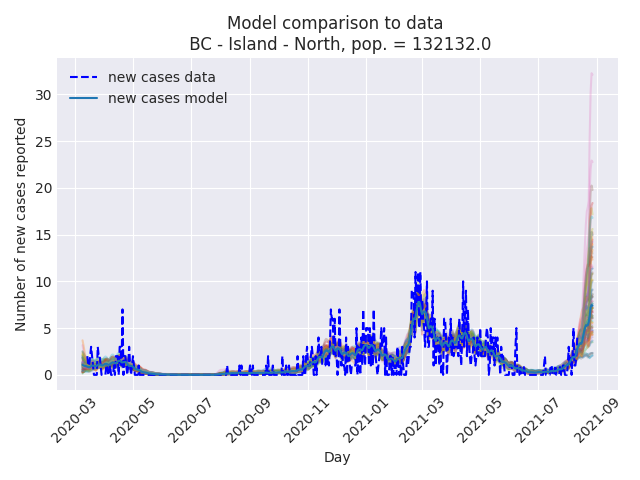 Model comparison to data
BC - Island - North, pop. = 132132.0
new cases data
new cases model
Number of new cases reported
30
25
20
15
10
5
0
2020-03
2020-05
2020-07
2020-09
2020-11
2021-01
2021-03
2021-05
2021-07
2021-09
Day